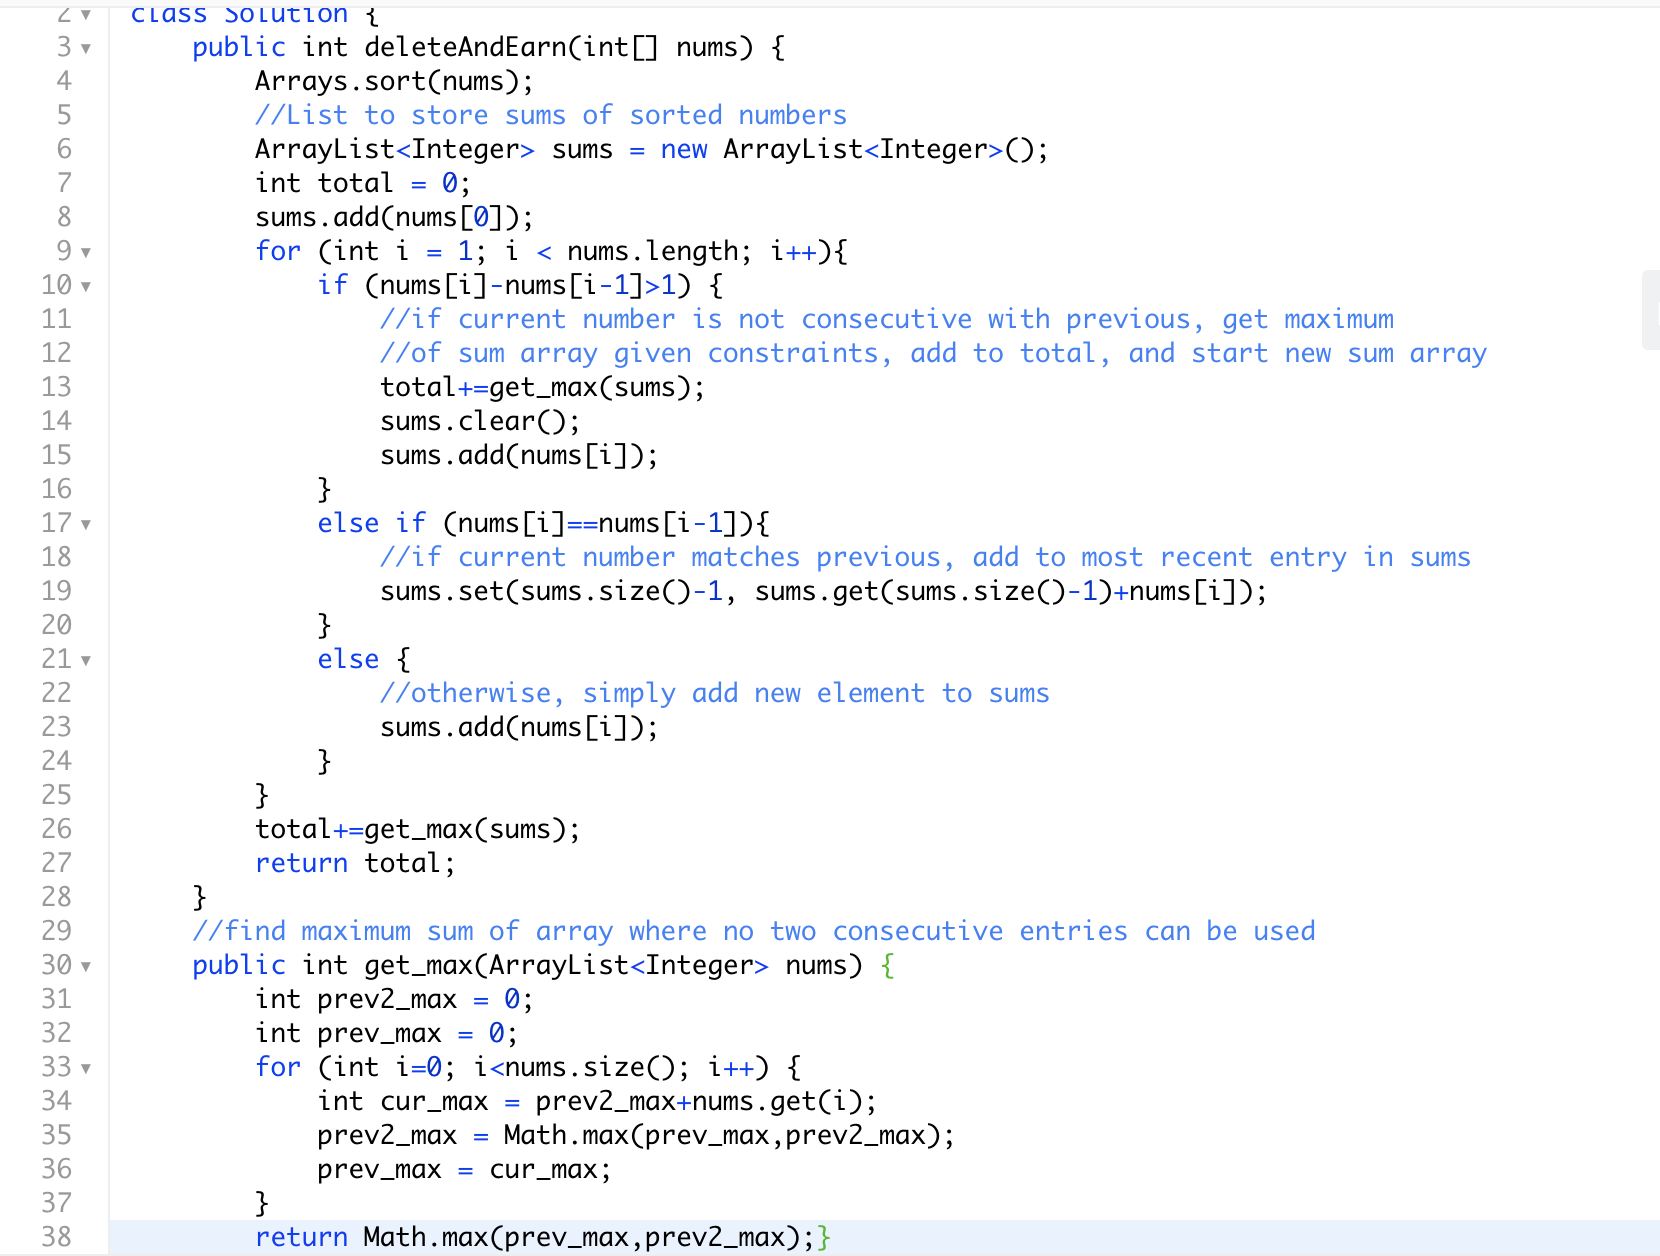 2 class Solution {
3 public int deleteAndEarn(int[] nums) {
4 Arrays.sort(nums);
5 //List to store sums of sorted numbers
6 ArrayList<Integer> sums = new ArrayList<Integer>();
7 int total = 0;
8 sums.add(nums[0]);
9 for (int i = 1; i < nums.length; i++){
10 if (nums[i]-nums[i-1]>1) {
11 //if current number is not consecutive with previous, get maximum
12 //of sum array given constraints, add to total, and start new sum array
13 total+=get_max(sums);
14 sums.clear();
15 sums.add(nums[i]);
16 }
17 else if (nums[i]==nums[i-1]){
18 //if current number matches previous, add to most recent entry in sums
19 sums.set(sums.size()-1, sums.get(sums.size()-1)+nums[i]);
20 }
21 else {
22 //otherwise, simply add new element to sums
23 sums.add(nums[i]);
24 }
25 }
26 total+=get_max(sums);
27 return total;
28 }
29 //find maximum sum of array where no two consecutive entries can be used
30 public int get_max(ArrayList<Integer> nums) {
31 int prev2_max = 0;
32 int prev_max = 0;
33 for (int i=0; i<nums.size(); i++) {
34 int cur_max = prev2_max+nums.get(i);
35 prev2_max = Math.max(prev_max,prev2_max);
36 prev_max = cur_max;
37 }
38 return Math.max(prev_max,prev2_max);}